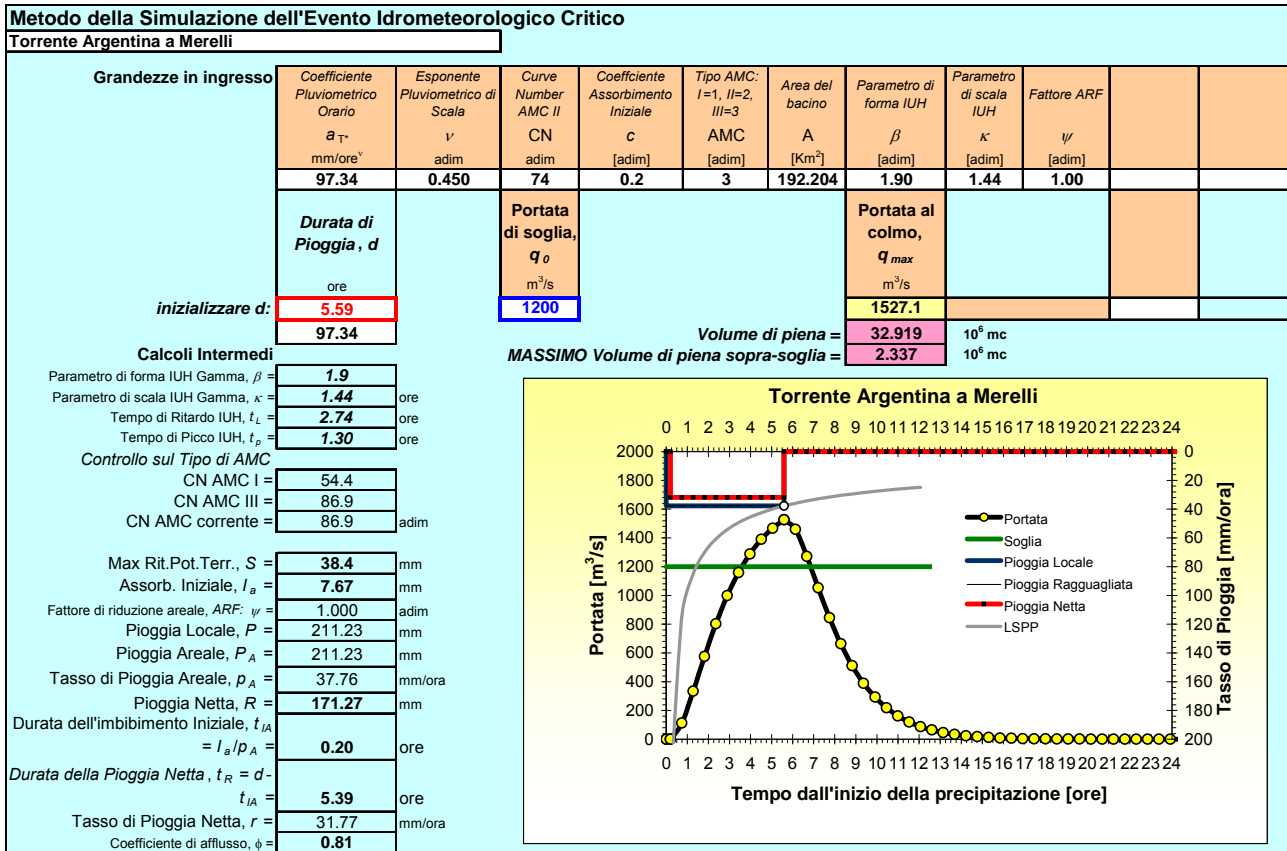 Metodo della Simulazione dell'Evento Idrometeorologico Critico
Torrente Argentina a Merelli
Grandezze in ingresso
Coefficiente Pluviometrico Orario
Esponente Pluviometrico di Scala
Curve Number AMC II
Coeffciente Assorbimento Iniziale
Tipo AMC: I=1, II=2, III=3
Area del bacino
Parametro di forma IUH
Parametro di scala IUH
Fattore ARF
a T* ν CN c AMC A β κ ψ
mm/ore^ν adim adim [adim] [adim] [Km²] [adim] [adim] [adim]
97.34 0.450 74 0.2 3 192.204 1.90 1.44 1.00
Durata di Pioggia, d
Portata di soglia, q 0
Portata al colmo, q max
ore m³/s m³/s
inizializzare d: 5.59 1200 1527.1
97.34
Volume di piena = 32.919 10⁶ mc
MASSIMO Volume di piena sopra-soglia = 2.337 10⁶ mc
Calcoli Intermedi
Parametro di forma IUH Gamma, β = 1.9
Parametro di scala IUH Gamma, κ = 1.44 ore
Tempo di Ritardo IUH, t L = 2.74 ore
Tempo di Picco IUH, t p = 1.30 ore
Controllo sul Tipo di AMC
CN AMC I = 54.4
CN AMC III = 86.9
CN AMC corrente = 86.9 adim
Max Rit.Pot.Terr., S = 38.4 mm
Assorb. Iniziale, I a = 7.67 mm
Fattore di riduzione areale, ARF: ψ = 1.000 adim
Pioggia Locale, P = 211.23 mm
Pioggia Areale, P A = 211.23 mm
Tasso di Pioggia Areale, p A = 37.76 mm/ora
Pioggia Netta, R = 171.27 mm
Durata dell'imbibimento Iniziale, t IA
= I a /p A = 0.20 ore
Durata della Pioggia Netta, t R = d -
t IA = 5.39 ore
Tasso di Pioggia Netta, r = 31.77 mm/ora
Coefficiente di afflusso, ϕ = 0.81
Torrente Argentina a Merelli
0 1 2 3 4 5 6 7 8 9 10 11 12 13 14 15 16 17 18 19 20 21 22 23 24
2000 0
1800 20
1600 40
1400 60
1200 80
1000 100
800 120
600 140
400 160
200 180
0 200
Portata [m³/s]
Tasso di Pioggia [mm/ora]
Portata
Soglia
Pioggia Locale
Pioggia Ragguagliata
Pioggia Netta
LSPP
0 1 2 3 4 5 6 7 8 9 10 11 12 13 14 15 16 17 18 19 20 21 22 23 24
Tempo dall'inizio della precipitazione [ore]